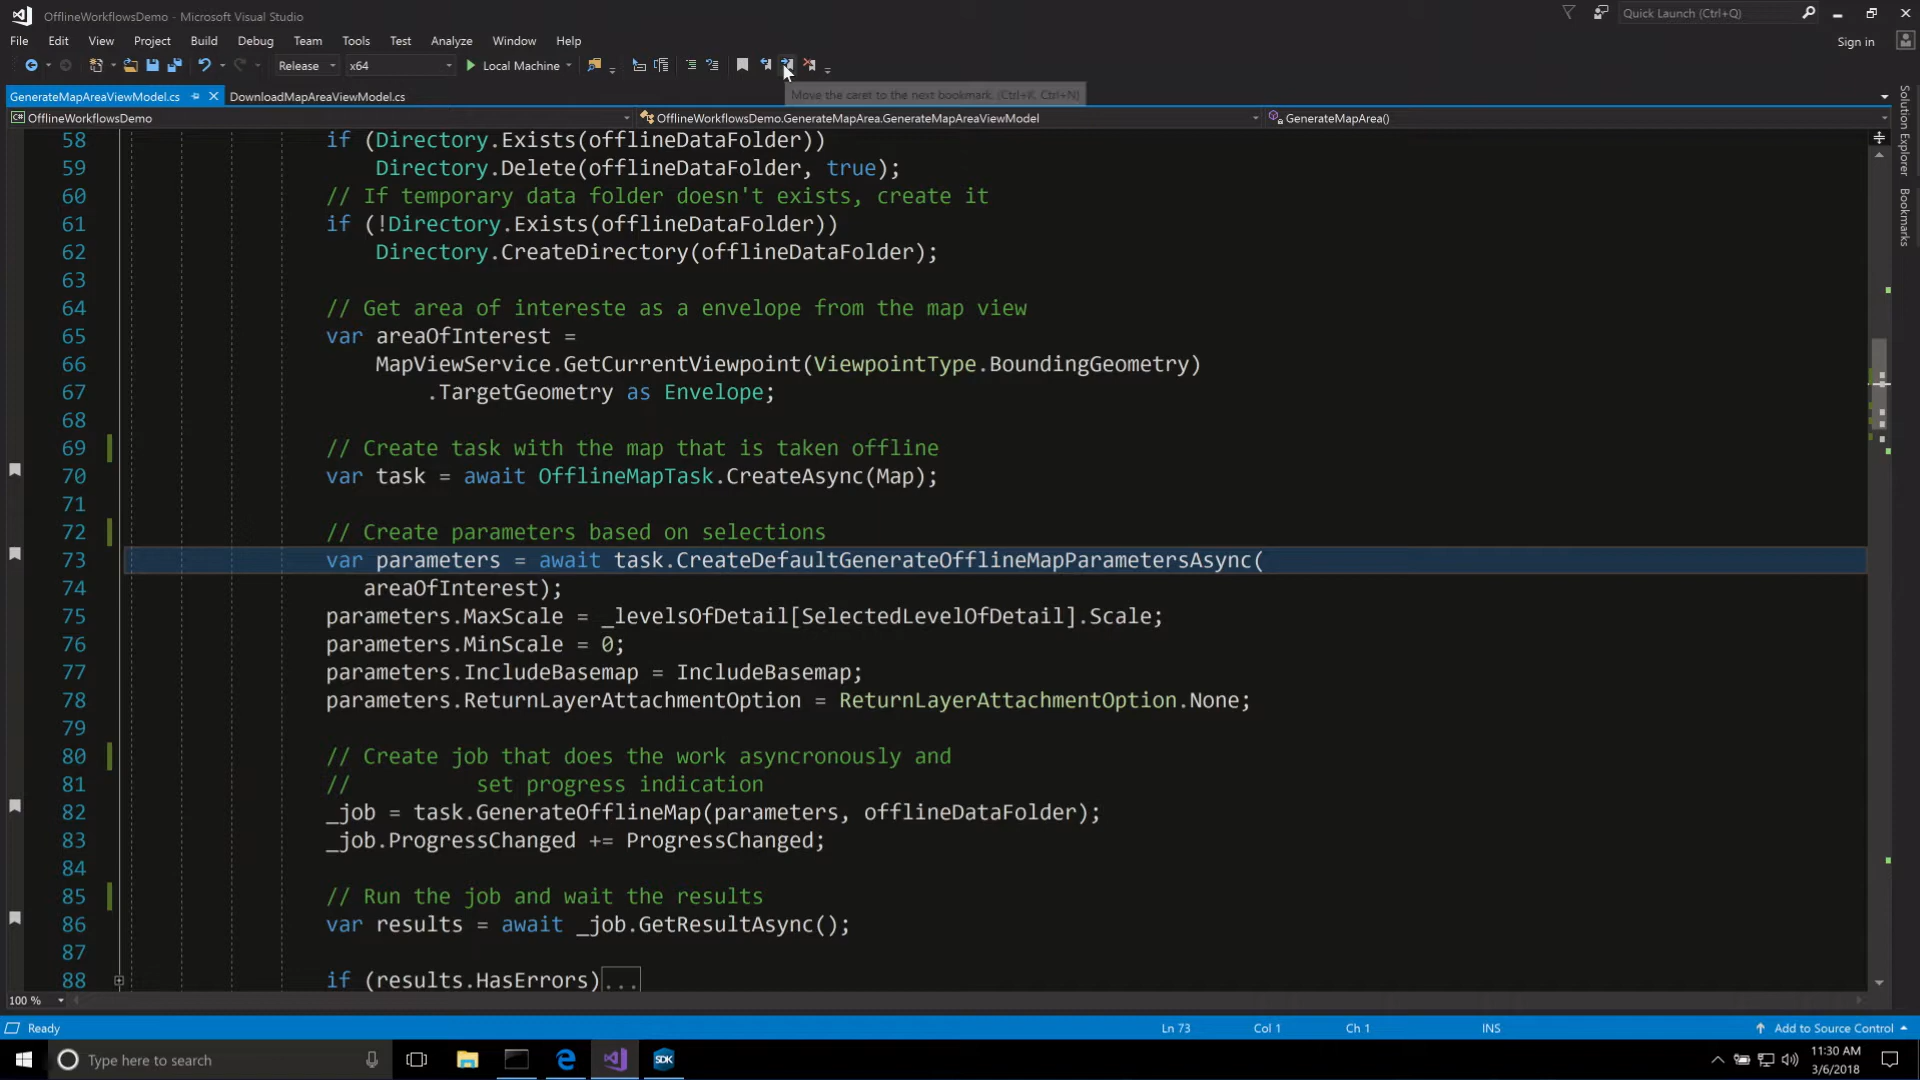 OfflineWorkflowsDemo - Microsoft Visual Studio
Quick Launch (Ctrl+Q)
File Edit View Project Build Debug Team Tools Test Analyze Window Help
Sign in
Release x64 Local Machine
GenerateMapAreaViewModel.cs DownloadMapAreaViewModel.cs
Move the caret to the next bookmark. (Ctrl+K, Ctrl+N)
OfflineWorkflowsDemo OfflineWorkflowsDemo.GenerateMapArea.GenerateMapAreaViewModel GenerateMapArea()
Solution Explorer
Bookmarks
58 if (Directory.Exists(offlineDataFolder))
59 Directory.Delete(offlineDataFolder, true);
60 // If temporary data folder doesn't exists, create it
61 if (!Directory.Exists(offlineDataFolder))
62 Directory.CreateDirectory(offlineDataFolder);
63
64 // Get area of intereste as a envelope from the map view
65 var areaOfInterest =
66 MapViewService.GetCurrentViewpoint(ViewpointType.BoundingGeometry)
67 .TargetGeometry as Envelope;
68
69 // Create task with the map that is taken offline
70 var task = await OfflineMapTask.CreateAsync(Map);
71
72 // Create parameters based on selections
73 var parameters = await task.CreateDefaultGenerateOfflineMapParametersAsync(
74 areaOfInterest);
75 parameters.MaxScale = _levelsOfDetail[SelectedLevelOfDetail].Scale;
76 parameters.MinScale = 0;
77 parameters.IncludeBasemap = IncludeBasemap;
78 parameters.ReturnLayerAttachmentOption = ReturnLayerAttachmentOption.None;
79
80 // Create job that does the work asyncronously and
81 // set progress indication
82 _job = task.GenerateOfflineMap(parameters, offlineDataFolder);
83 _job.ProgressChanged += ProgressChanged;
84
85 // Run the job and wait the results
86 var results = await _job.GetResultAsync();
87
88 if (results.HasErrors)...
100 %
Ready Ln 73 Col 1 Ch 1 INS Add to Source Control
Type here to search
SDK
11:30 AM
3/6/2018